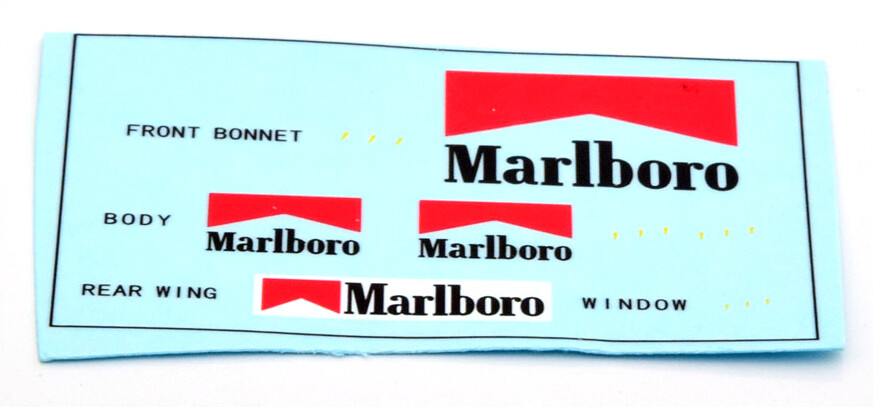 FRONT BONNET , , , Marlboro
BODY Marlboro Marlboro , , , , , ,
REAR WING Marlboro WINDOW , , ,